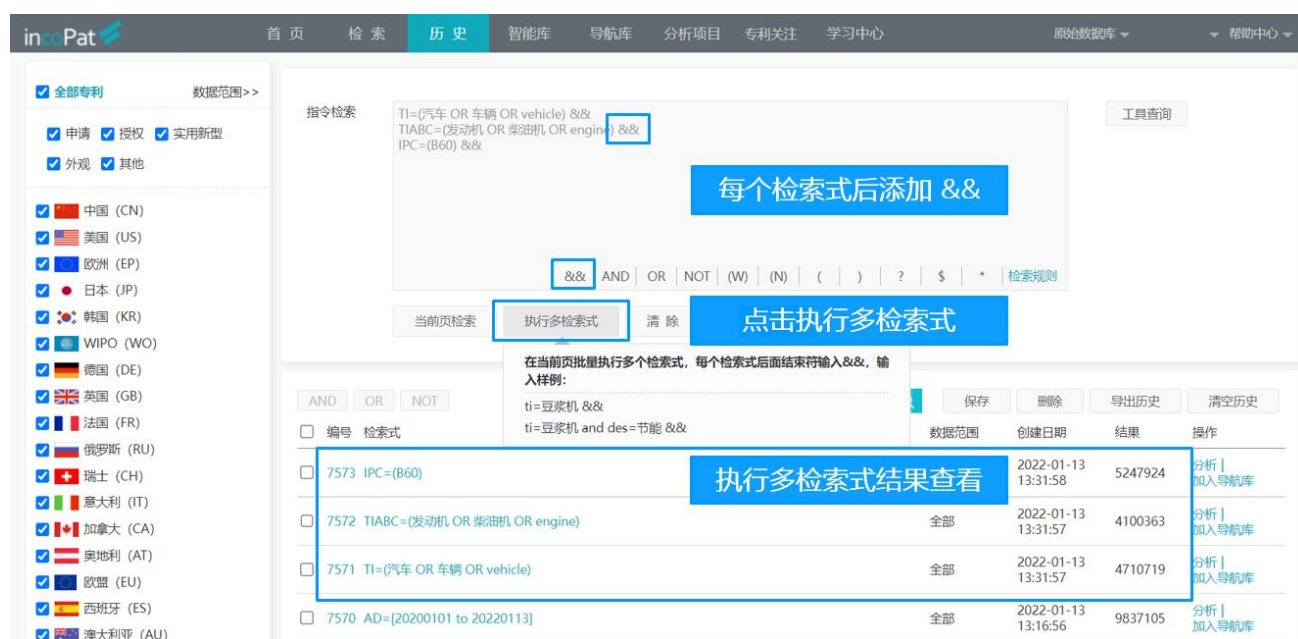 incoPat
首页 检索 历史 智能库 导航库 分析项目 专利关注 学习中心 原始数据库 帮助中心
全部专利 数据范围>>
申请 授权 实用新型
外观 其他
中国 (CN)
美国 (US)
欧洲 (EP)
日本 (JP)
韩国 (KR)
WIPO (WO)
德国 (DE)
英国 (GB)
法国 (FR)
俄罗斯 (RU)
瑞士 (CH)
意大利 (IT)
加拿大 (CA)
奥地利 (AT)
欧盟 (EU)
西班牙 (ES)
澳大利亚 (AU)
指令检索
TI=(汽车 OR 车辆 OR vehicle) &&
TIABC=(发动机 OR 柴油机 OR engine) &&
IPC=(B60) &&
工具查询
每个检索式后添加 &&
&& AND OR NOT (W) (N) ( ) ? $ * 检索规则
当前页检索 执行多检索式 清除
点击执行多检索式
在当前页批量执行多个检索式，每个检索式后面结束符输入&&，输
入样例：
ti=豆浆机 &&
ti=豆浆机 and des=节能 &&
AND OR NOT 保存 删除 导出历史 清空历史
编号 检索式 数据范围 创建日期 结果 操作
执行多检索式结果查看
7573 IPC=(B60) 2022-01-13 13:31:58 5247924 分析 | 加入导航库
7572 TIABC=(发动机 OR 柴油机 OR engine) 全部 2022-01-13 13:31:57 4100363 分析 | 加入导航库
7571 TI=(汽车 OR 车辆 OR vehicle) 全部 2022-01-13 13:31:57 4710719 分析 | 加入导航库
7570 AD=[20200101 to 20220113] 全部 2022-01-13 13:16:56 9837105 分析 | 加入导航库